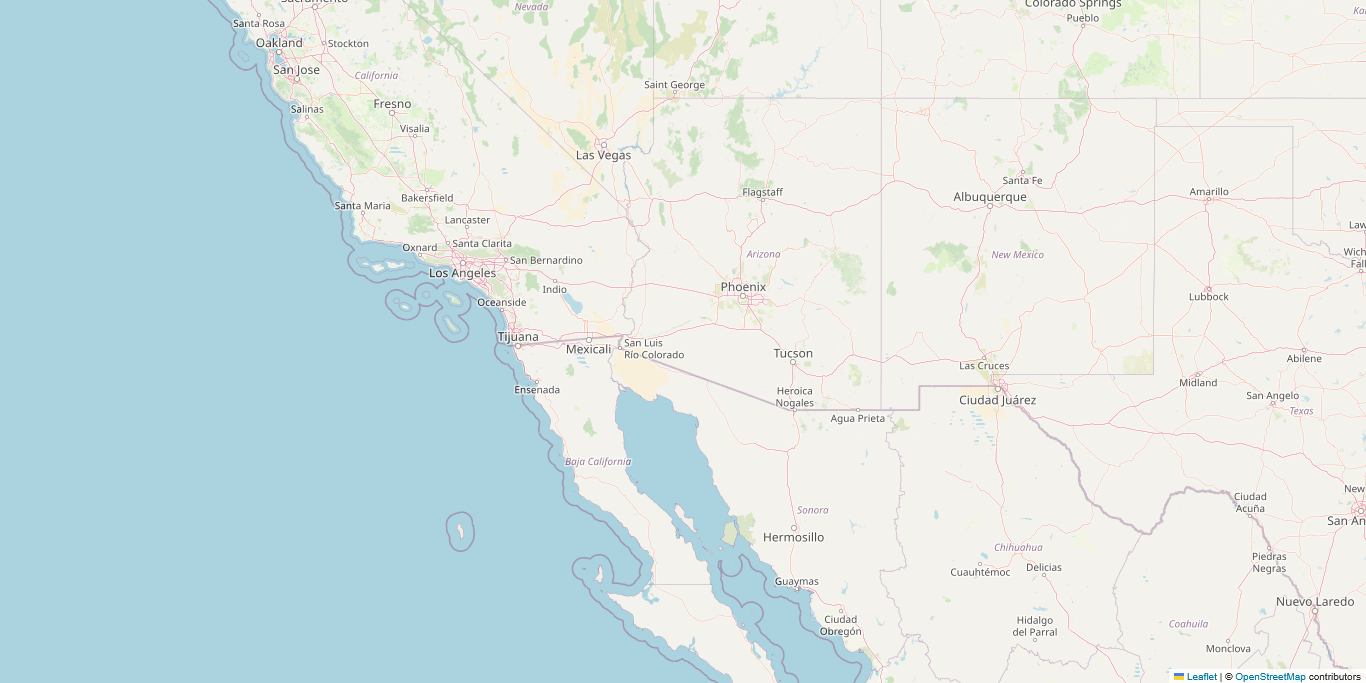 Sacramento
Nevada
Colorado Springs
Santa Rosa
Pueblo
Oakland
Stockton
San Jose
California
Saint George
Fresno
Salinas
Visalia
Las Vegas
Santa Fe
Flagstaff
Amarillo
Bakersfield
Albuquerque
Santa Maria
Lancaster
Law
Oxnard
Santa Clarita
Arizona
New Mexico
Wich
Fall
San Bernardino
Los Angeles
Indio
Phoenix
Lubbock
Oceanside
Tijuana
Mexicali
San Luis
Río Colorado
Tucson
Abilene
Las Cruces
Midland
Ensenada
Heroica
Nogales
San Angelo
Ciudad Juárez
Texas
Agua Prieta
Baja California
New
Ciudad
Acuña
Sonora
San An
Hermosillo
Chihuahua
Piedras
Negras
Cuauhtémoc
Delicias
Guaymas
Nuevo Laredo
Ciudad
Obregón
Hidalgo
del Parral
Coahuila
Monclova
Leaflet | © OpenStreetMap contributors